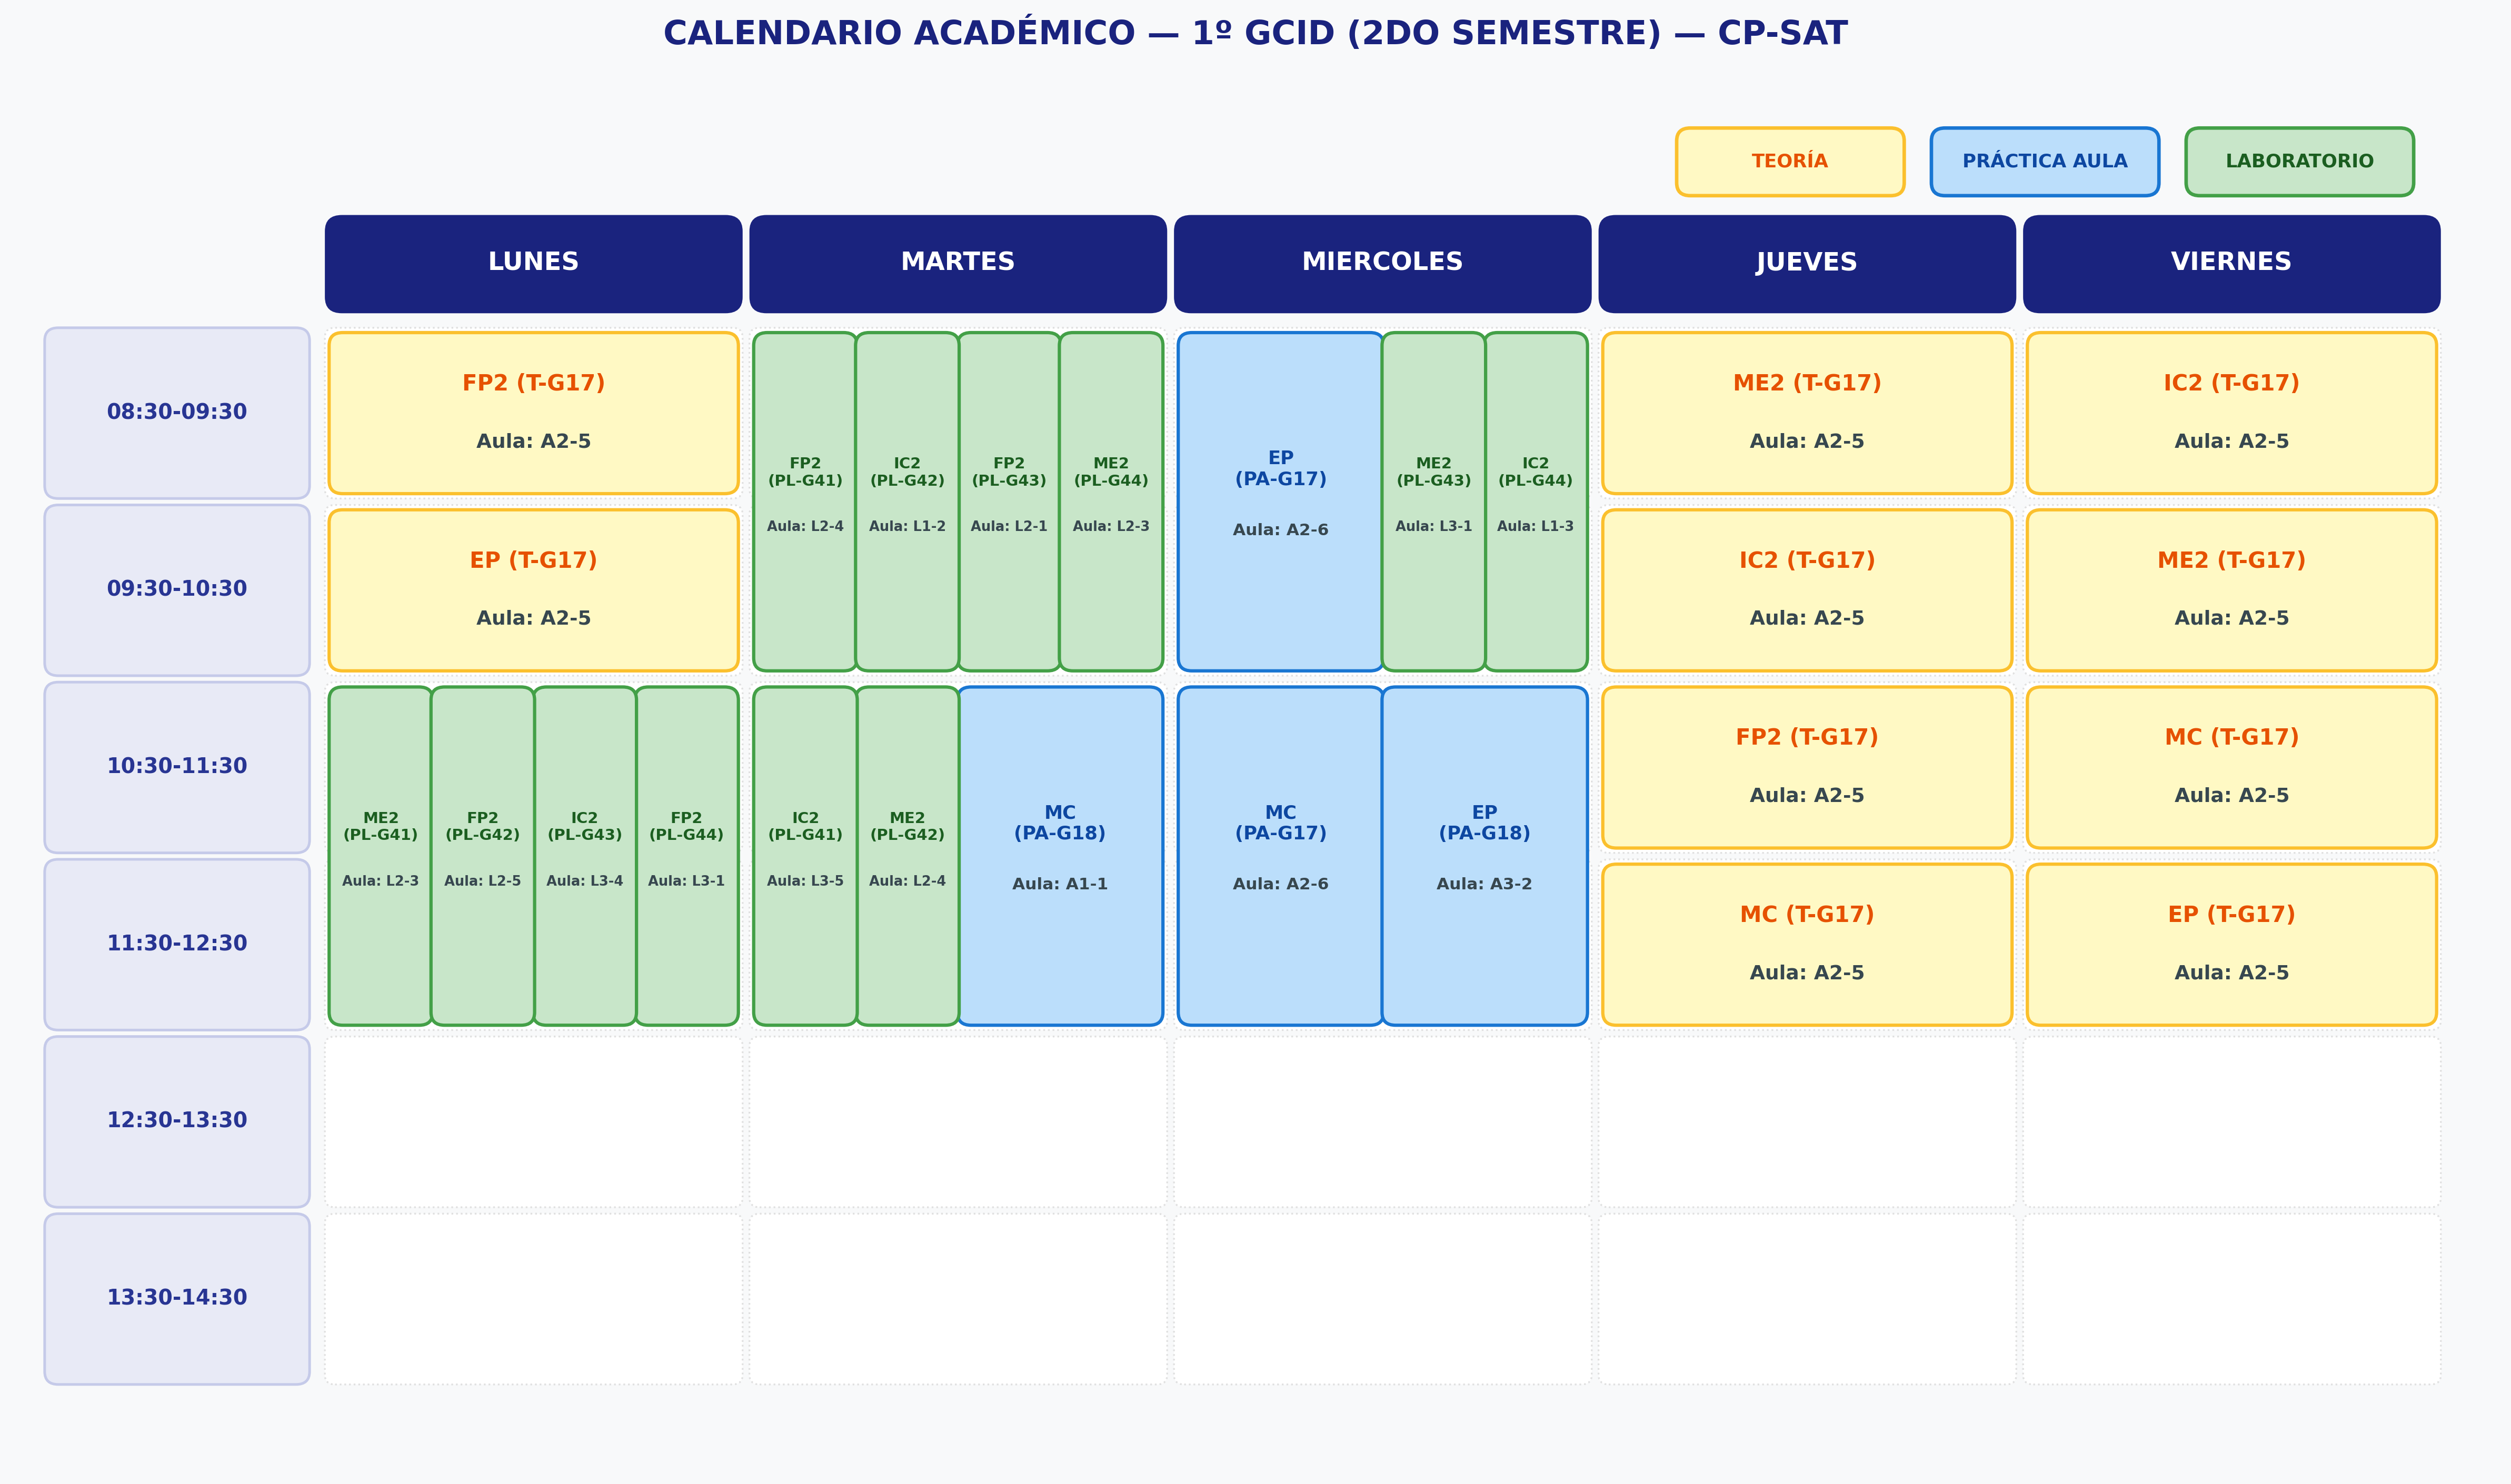 CALENDARIO ACADÉMICO — 1º GCID (2DO SEMESTRE) — CP-SAT
TEORÍA
PRÁCTICA AULA
LABORATORIO
LUNES
MARTES
MIERCOLES
JUEVES
VIERNES
08:30-09:30
FP2 (T-G17)
Aula: A2-5
FP2
(PL-G41)
Aula: L2-4
IC2
(PL-G42)
Aula: L1-2
FP2
(PL-G43)
Aula: L2-1
ME2
(PL-G44)
Aula: L2-3
EP
(PA-G17)
Aula: A2-6
ME2
(PL-G43)
Aula: L3-1
IC2
(PL-G44)
Aula: L1-3
ME2 (T-G17)
Aula: A2-5
IC2 (T-G17)
Aula: A2-5
09:30-10:30
EP (T-G17)
Aula: A2-5
IC2 (T-G17)
Aula: A2-5
ME2 (T-G17)
Aula: A2-5
10:30-11:30
ME2
(PL-G41)
Aula: L2-3
FP2
(PL-G42)
Aula: L2-5
IC2
(PL-G43)
Aula: L3-4
FP2
(PL-G44)
Aula: L3-1
IC2
(PL-G41)
Aula: L3-5
ME2
(PL-G42)
Aula: L2-4
MC
(PA-G18)
Aula: A1-1
MC
(PA-G17)
Aula: A2-6
EP
(PA-G18)
Aula: A3-2
FP2 (T-G17)
Aula: A2-5
MC (T-G17)
Aula: A2-5
11:30-12:30
MC (T-G17)
Aula: A2-5
EP (T-G17)
Aula: A2-5
12:30-13:30
13:30-14:30